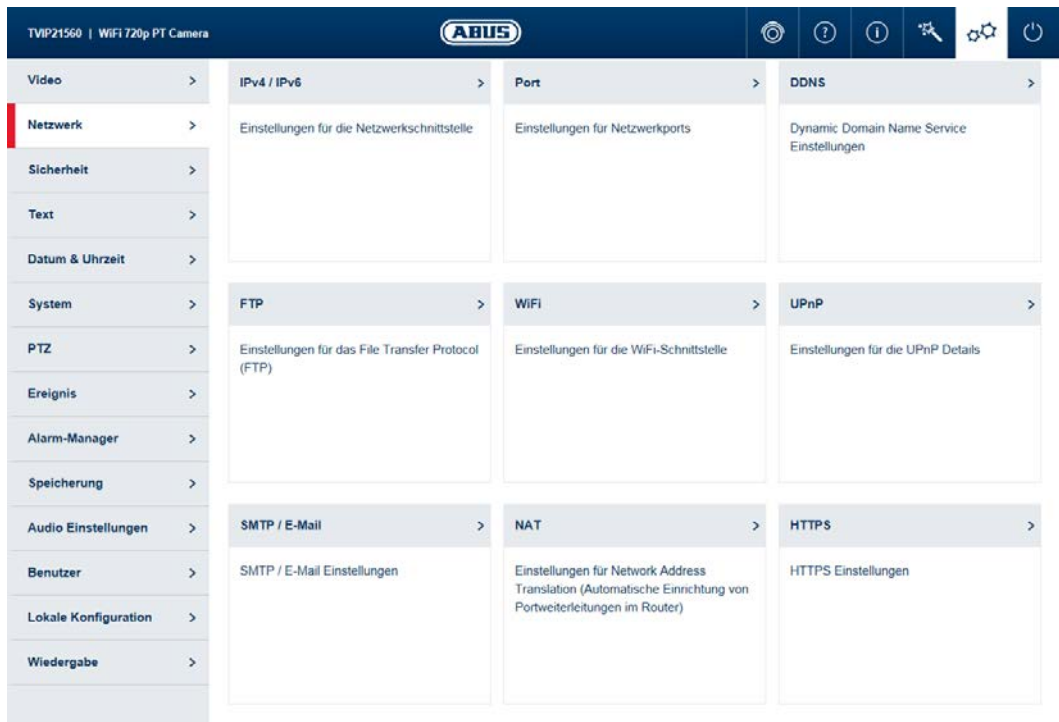 TVIP21560 | WiFi 720p PT Camera
ABUS
Video
Netzwerk
Sicherheit
Text
Datum & Uhrzeit
System
PTZ
Ereignis
Alarm-Manager
Speicherung
Audio Einstellungen
Benutzer
Lokale Konfiguration
Wiedergabe
IPv4 / IPv6
Einstellungen für die Netzwerkschnittstelle
Port
Einstellungen für Netzwerkports
DDNS
Dynamic Domain Name Service
Einstellungen
FTP
Einstellungen für das File Transfer Protocol
(FTP)
WiFi
Einstellungen für die WiFi-Schnittstelle
UPnP
Einstellungen für die UPnP Details
SMTP / E-Mail
SMTP / E-Mail Einstellungen
NAT
Einstellungen für Network Address
Translation (Automatische Einrichtung von
Portweiterleitungen im Router)
HTTPS
HTTPS Einstellungen